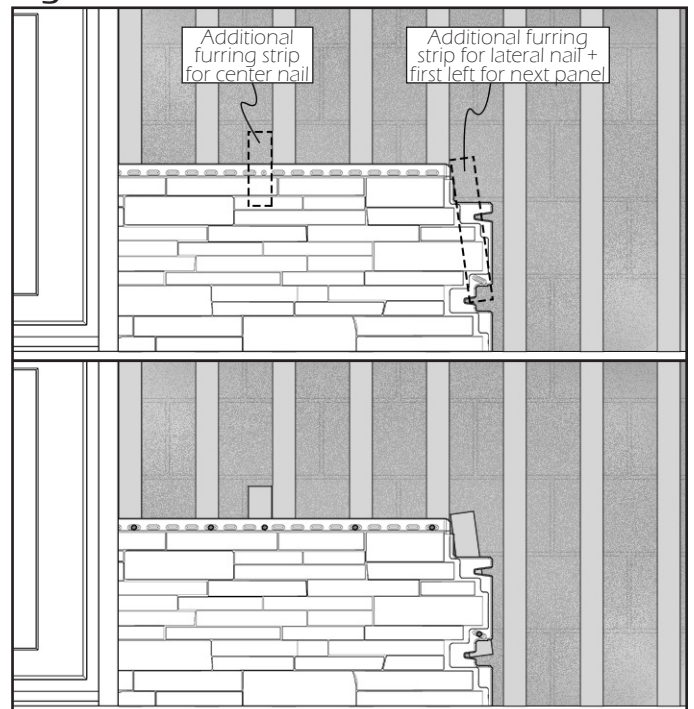 Additional
furring strip
for center nail
Additional furring
strip for lateral nail +
first left for next panel